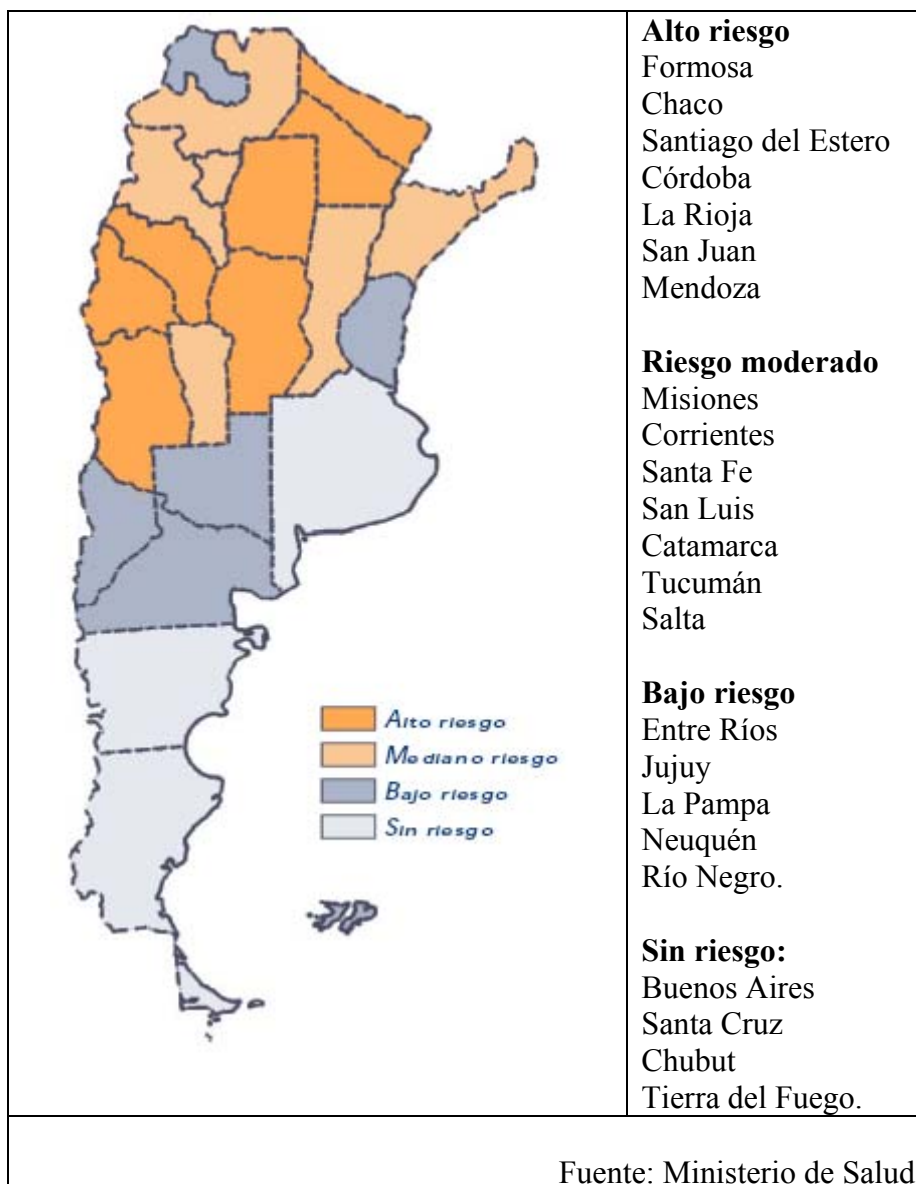 Alto riesgo
Mediano riesgo
Bajo riesgo
Sin riesgo
Alto riesgo
Formosa
Chaco
Santiago del Estero
Córdoba
La Rioja
San Juan
Mendoza
Riesgo moderado
Misiones
Corrientes
Santa Fe
San Luis
Catamarca
Tucumán
Salta
Bajo riesgo
Entre Ríos
Jujuy
La Pampa
Neuquén
Río Negro.
Sin riesgo:
Buenos Aires
Santa Cruz
Chubut
Tierra del Fuego.
Fuente: Ministerio de Salud